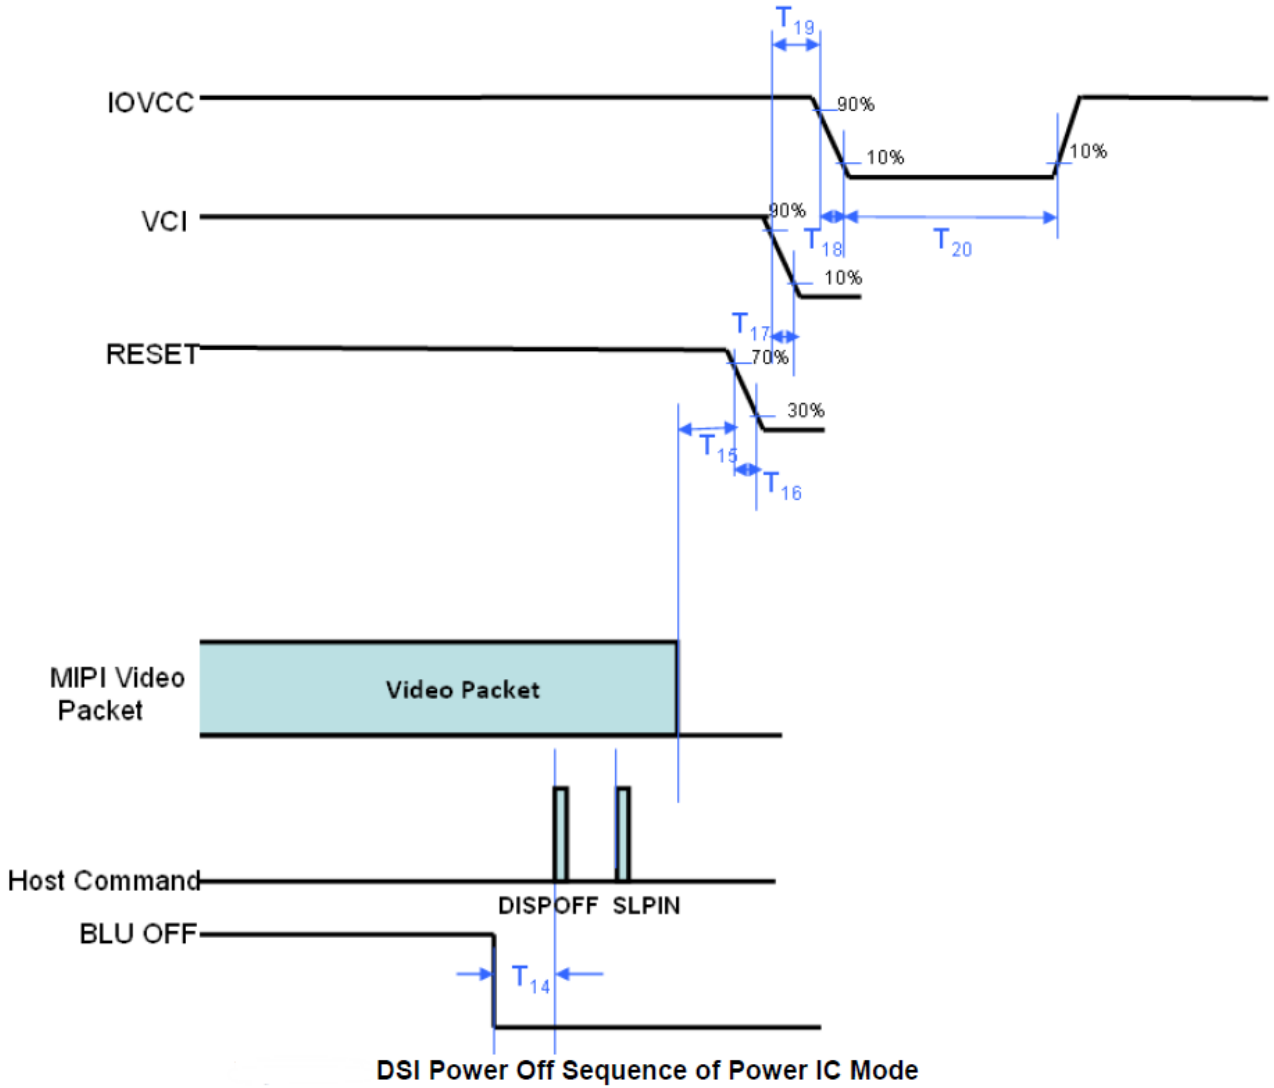 T19
IOVCC
90%
10%
10%
VCI
90%
T18
T20
10%
T17
RESET
70%
30%
T15
T16
MIPI Video
Packet
Video Packet
Host Command
DISPOFF SLPIN
BLU OFF
T14
DSI Power Off Sequence of Power IC Mode